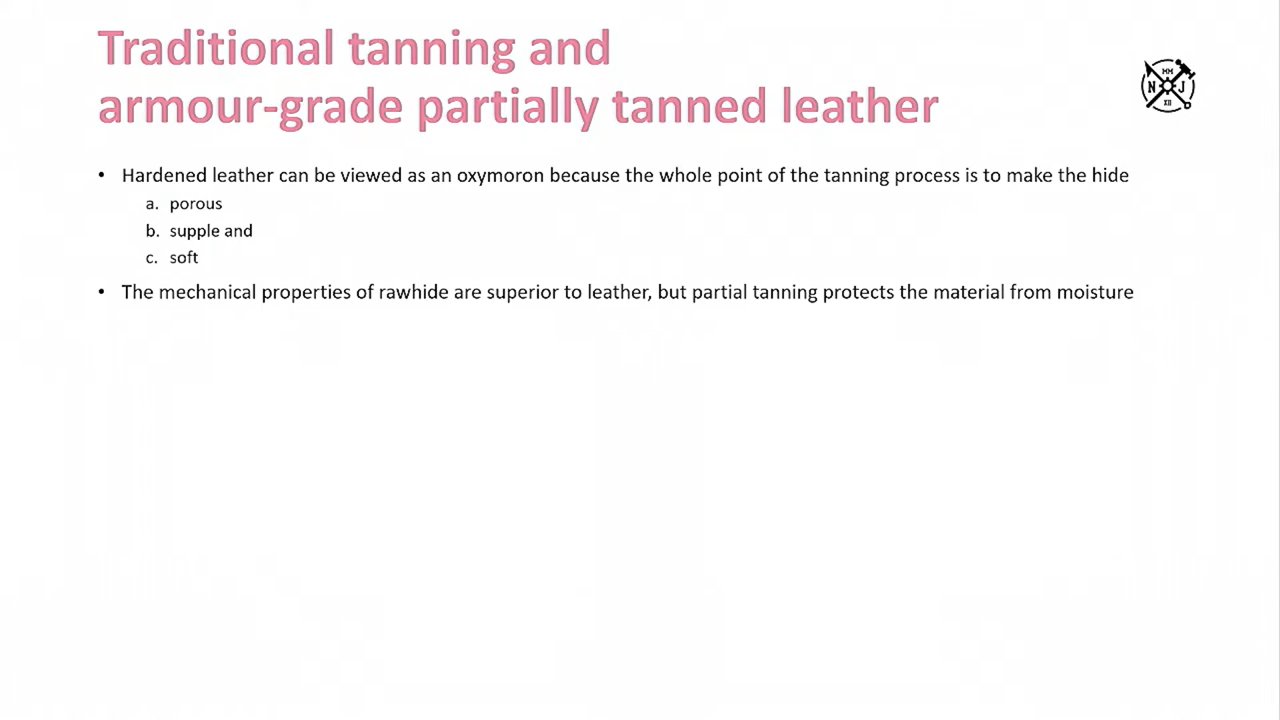 Traditional tanning and
armour-grade partially tanned leather
MM
N J
XII
• Hardened leather can be viewed as an oxymoron because the whole point of the tanning process is to make the hide
a. porous
b. supple and
c. soft
• The mechanical properties of rawhide are superior to leather, but partial tanning protects the material from moisture